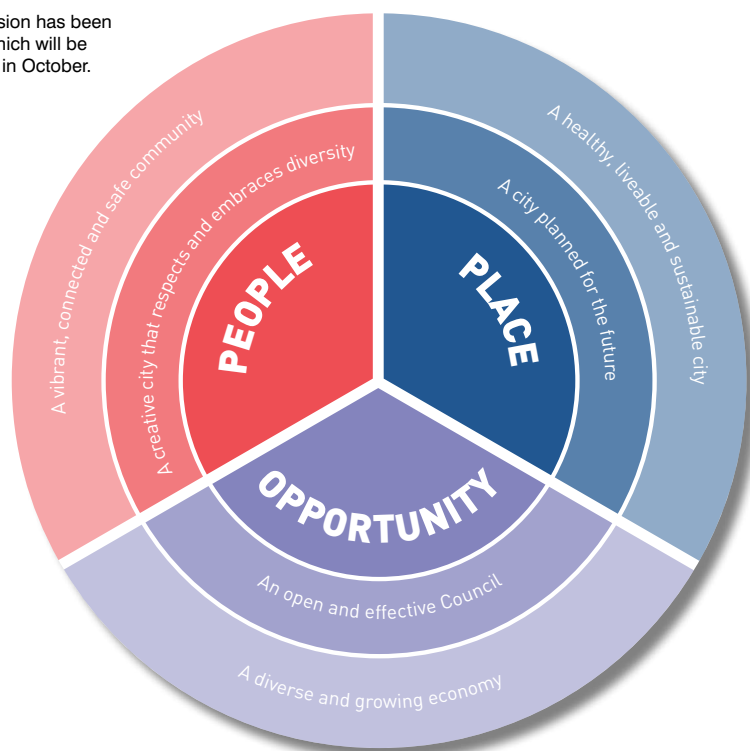 sion has been
hich will be
in October.
A vibrant, connected and safe community
A creative city that respects and embraces diversity
PEOPLE
A healthy, liveable and sustainable city
A city planned for the future
PLACE
OPPORTUNITY
An open and effective Council
A diverse and growing economy